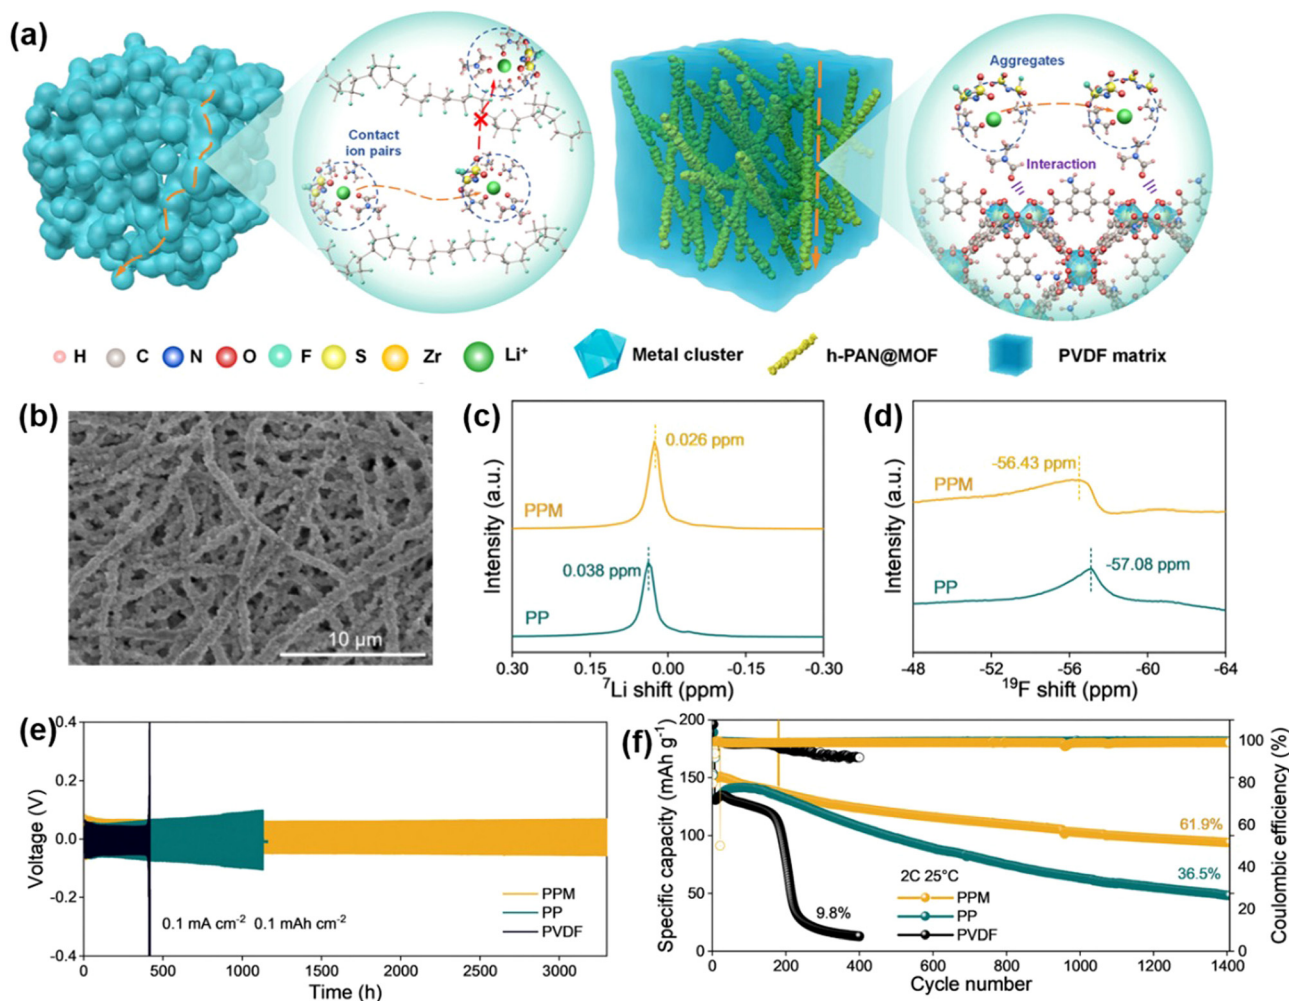 (a)
Contact
ion pairs
Aggregates
Interaction
H C N O F S Zr Li⁺ Metal cluster h-PAN@MOF PVDF matrix
(b)
10 μm
(c)
Intensity (a.u.)
0.026 ppm
PPM
0.038 ppm
PP
0.30 0.15 0.00 -0.15 -0.30
⁷Li shift (ppm)
(d)
Intensity (a.u.)
-56.43 ppm
PPM
-57.08 ppm
PP
-48 -52 -56 -60 -64
¹⁹F shift (ppm)
(e)
Voltage (V)
0.4
0.2
0.0
-0.2
-0.4
PPM
PP
PVDF
0.1 mA cm⁻² 0.1 mAh cm⁻²
0 500 1000 1500 2000 2500 3000
Time (h)
(f)
Specific capacity (mAh g⁻¹)
200
150
100
50
0
61.9%
36.5%
9.8%
2C 25°C
PPM
PP
PVDF
0 200 400 600 800 1000 1200 1400
Cycle number
100
80
60
40
20
0
Coulombic efficiency (%)